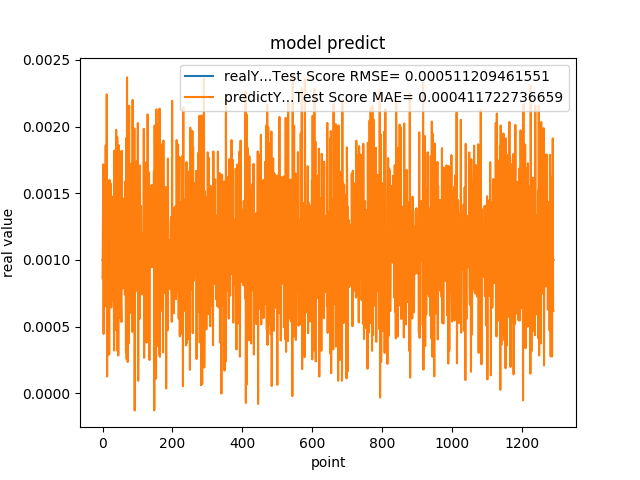 model predict
realY...Test Score RMSE= 0.000511209461551
predictY...Test Score MAE= 0.000411722736659
0.0025
0.0020
0.0015
0.0010
0.0005
0.0000
real value
0 200 400 600 800 1000 1200
point